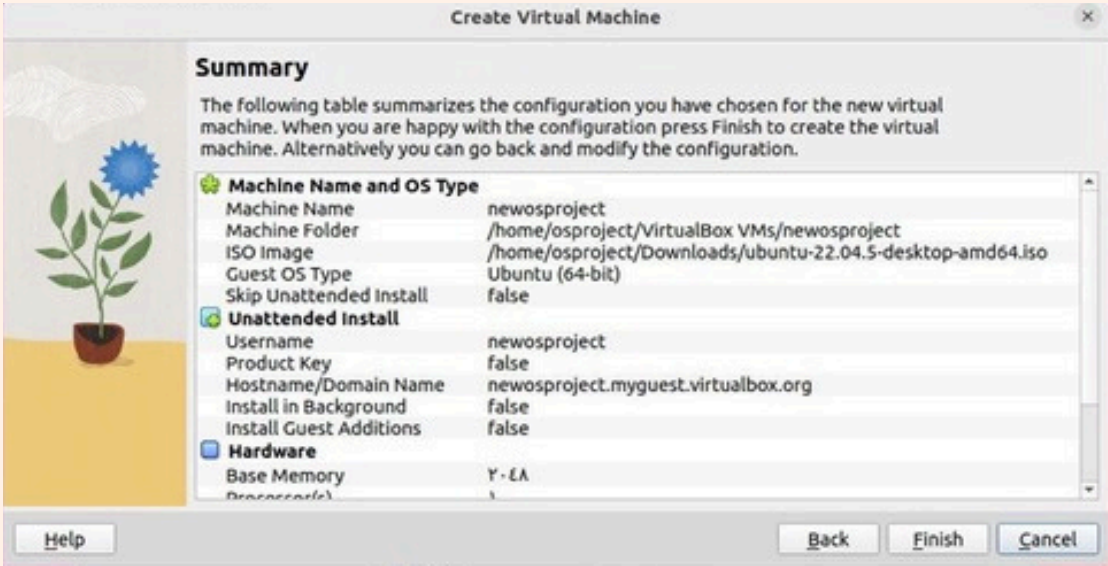 Create Virtual Machine
Summary
The following table summarizes the configuration you have chosen for the new virtual
machine. When you are happy with the configuration press Finish to create the virtual
machine. Alternatively you can go back and modify the configuration.
Machine Name and OS Type
Machine Name newosproject
Machine Folder /home/osproject/VirtualBox VMs/newosproject
ISO Image /home/osproject/Downloads/ubuntu-22.04.5-desktop-amd64.iso
Guest OS Type Ubuntu (64-bit)
Skip Unattended Install false
Unattended Install
Username newosproject
Product Key false
Hostname/Domain Name newosproject.myguest.virtualbox.org
Install in Background false
Install Guest Additions false
Hardware
Base Memory ٢٠٤٨
Processor(s) ١
Help Back Finish Cancel